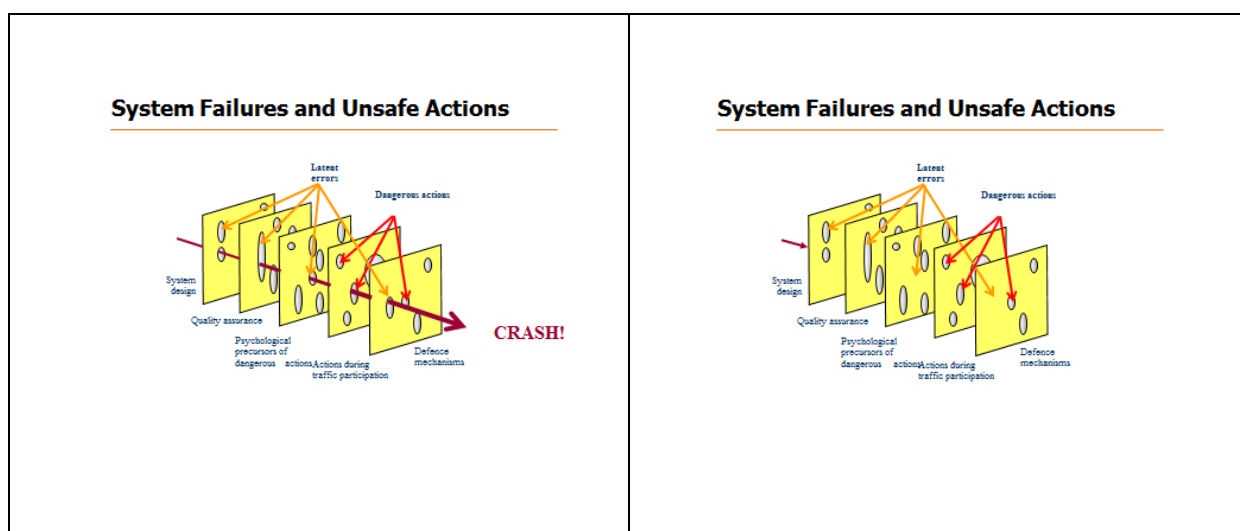 System Failures and Unsafe Actions
Latent
errors
Dangerous actions
System
design
Quality assurance
Psychological
precursors of
dangerous actions
Actions during
traffic participation
Defence
mechanisms
CRASH!
System Failures and Unsafe Actions
Latent
errors
Dangerous actions
System
design
Quality assurance
Psychological
precursors of
dangerous actions
Actions during
traffic participation
Defence
mechanisms